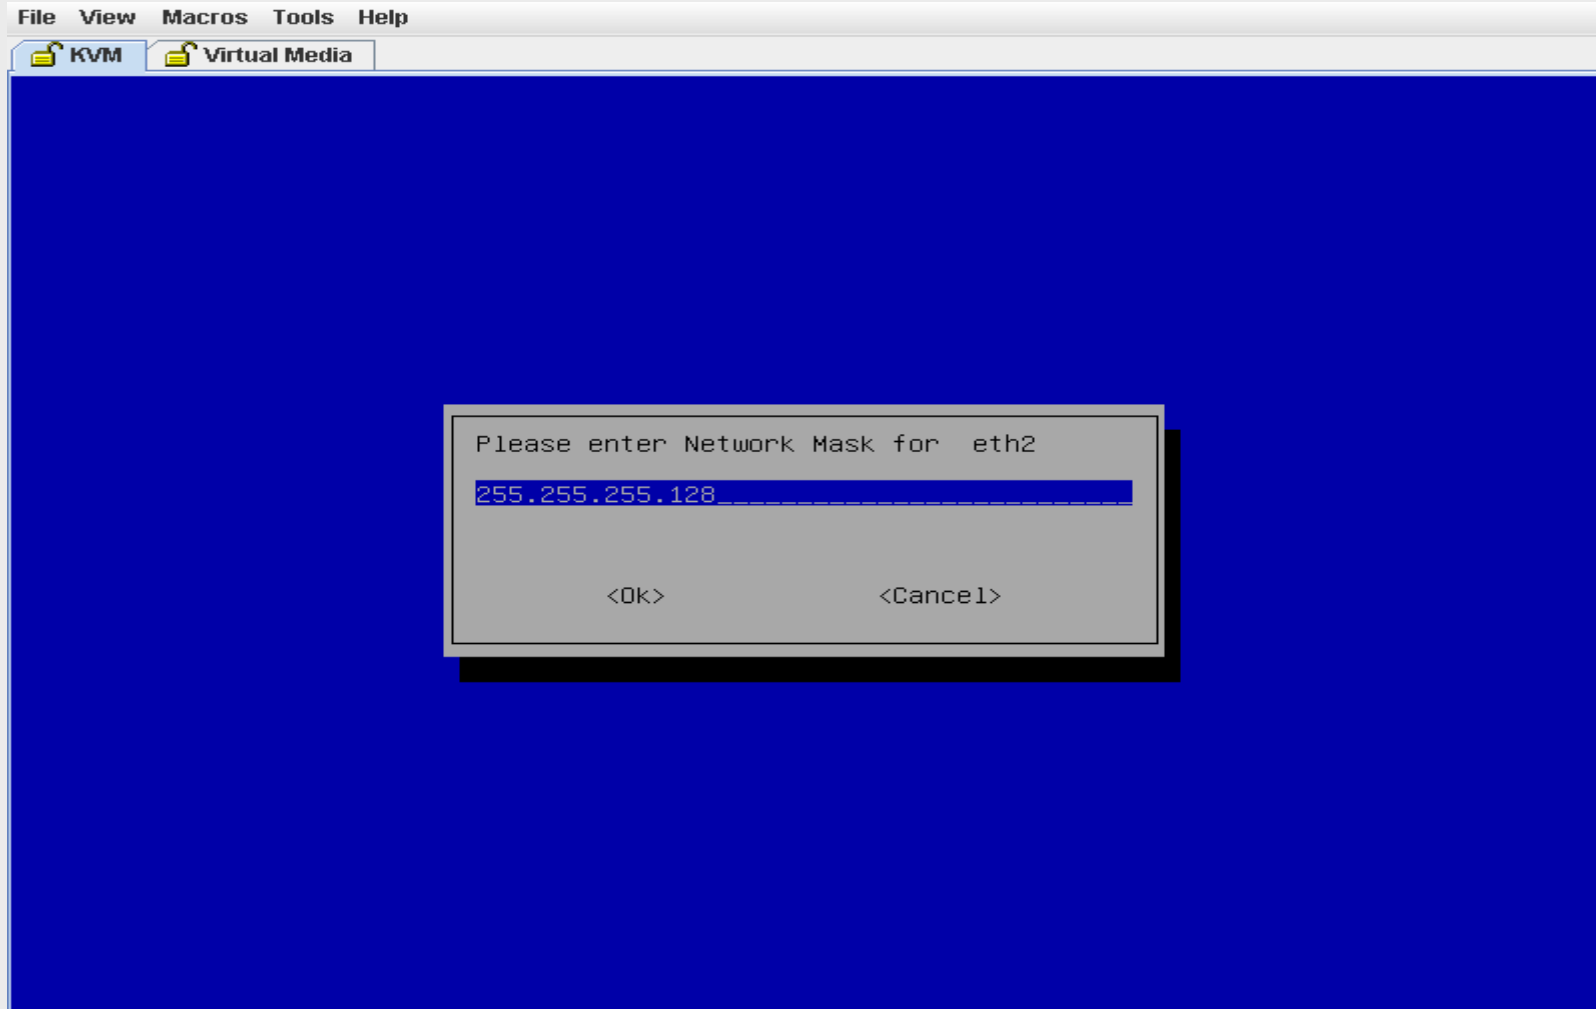 File View Macros Tools Help
KVM Virtual Media
Please enter Network Mask for eth2
255.255.255.128__________________________
<Ok> <Cancel>